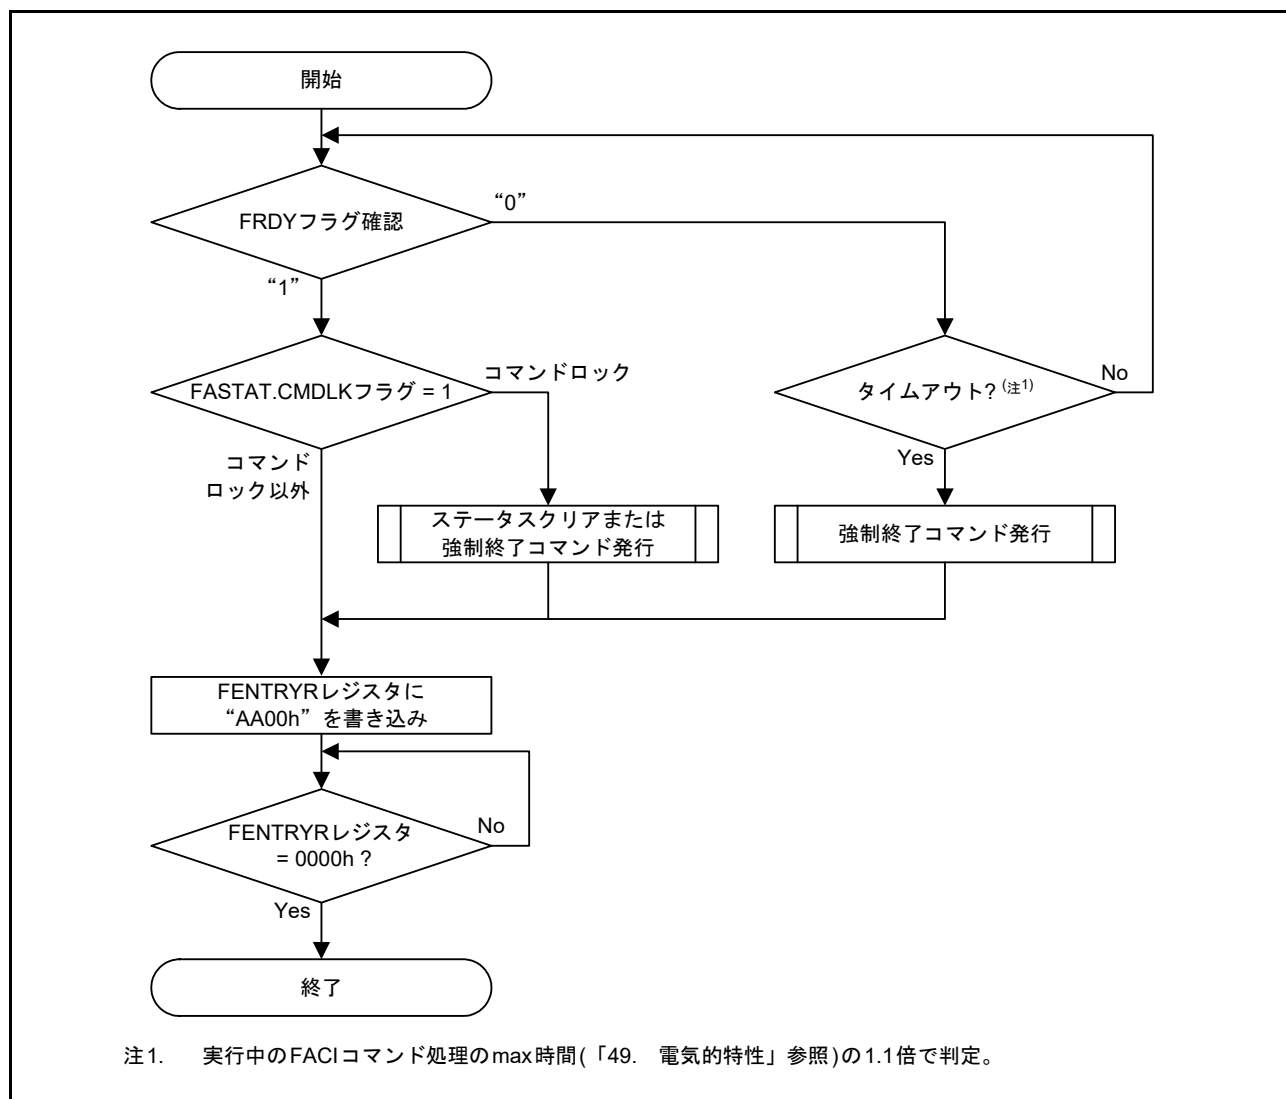 開始
FRDYフラグ確認
“0”
“1”
FASTAT.CMDLKフラグ = 1
コマンドロック
タイムアウト? (注1)
No
コマンド
ロック以外
Yes
ステータスクリアまたは
強制終了コマンド発行
強制終了コマンド発行
FENTRYRレジスタに
“AA00h”を書き込み
FENTRYRレジスタ
= 0000h ?
No
Yes
終了
注1. 実行中のFACIコマンド処理のmax時間(「49. 電気的特性」参照)の1.1倍で判定。